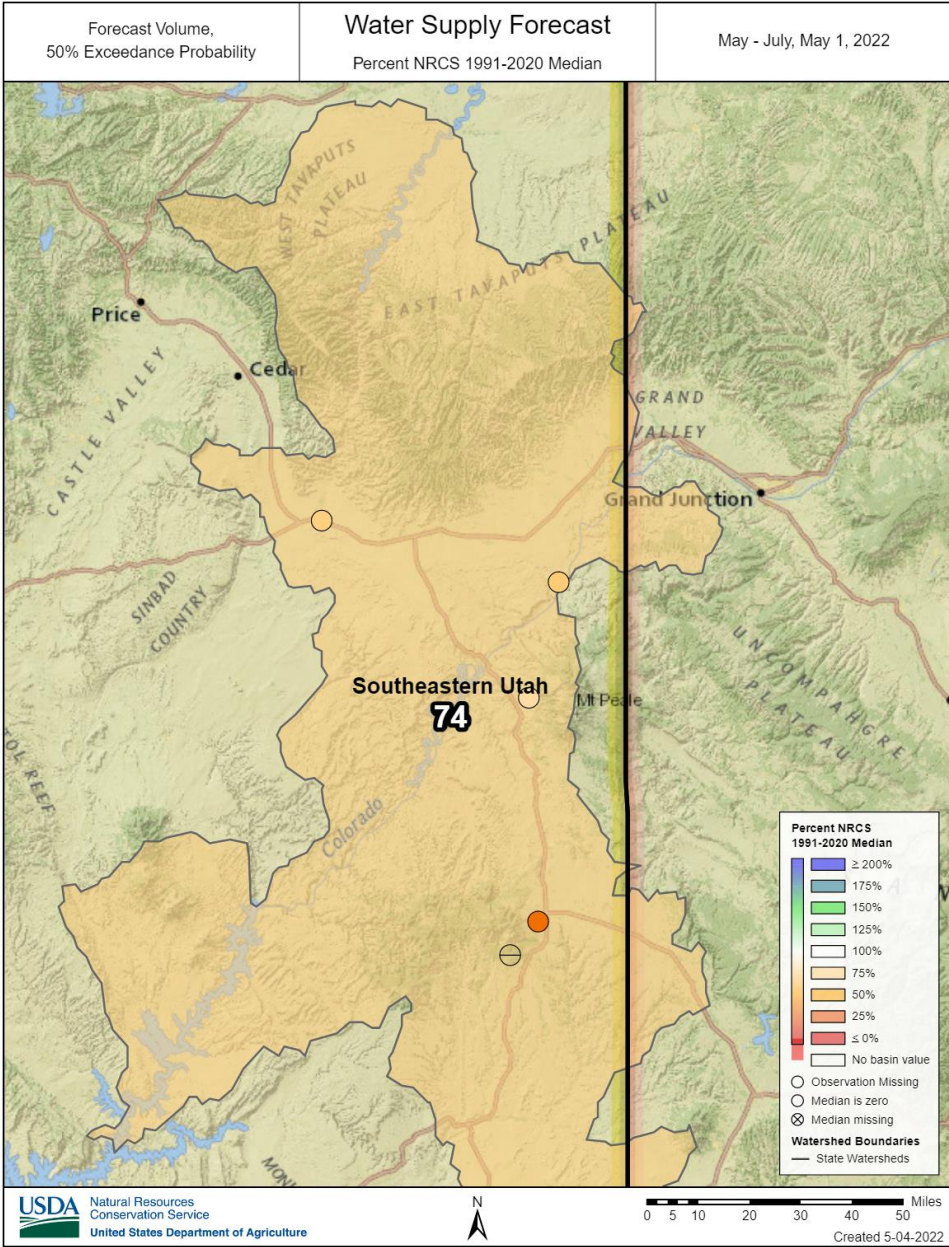 Forecast Volume,
50% Exceedance Probability
Water Supply Forecast
Percent NRCS 1991-2020 Median
May - July, May 1, 2022
WEST TAVAPUTS
PLATEAU
EAST TAVAPUTS PLATEAU
Price
Cedar
CASTLE VALLEY
GRAND
VALLEY
Grand Junction
SINBAD
COUNTRY
UNCOMPAHGRE
PLATEAU
Southeastern Utah
74
Mt Peale
TOL REEF
Colorado
MON
Percent NRCS
1991-2020 Median
≥ 200%
175%
150%
125%
100%
75%
50%
25%
≤ 0%
No basin value
Observation Missing
Median is zero
Median missing
Watershed Boundaries
State Watersheds
USDA
Natural Resources
Conservation Service
United States Department of Agriculture
N
Miles
0 5 10 20 30 40 50
Created 5-04-2022